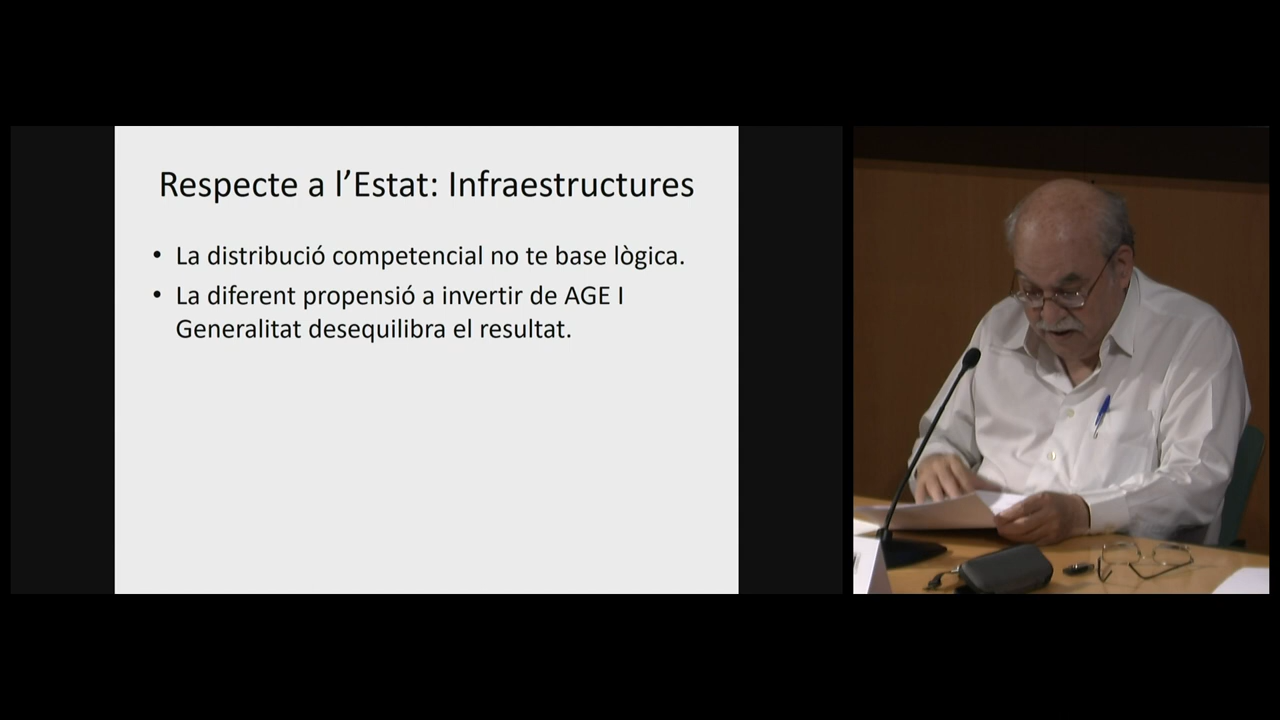 Respecte a l’Estat: Infraestructures
• La distribució competencial no te base lògica.
• La diferent propensió a invertir de AGE I
Generalitat desequilibra el resultat.